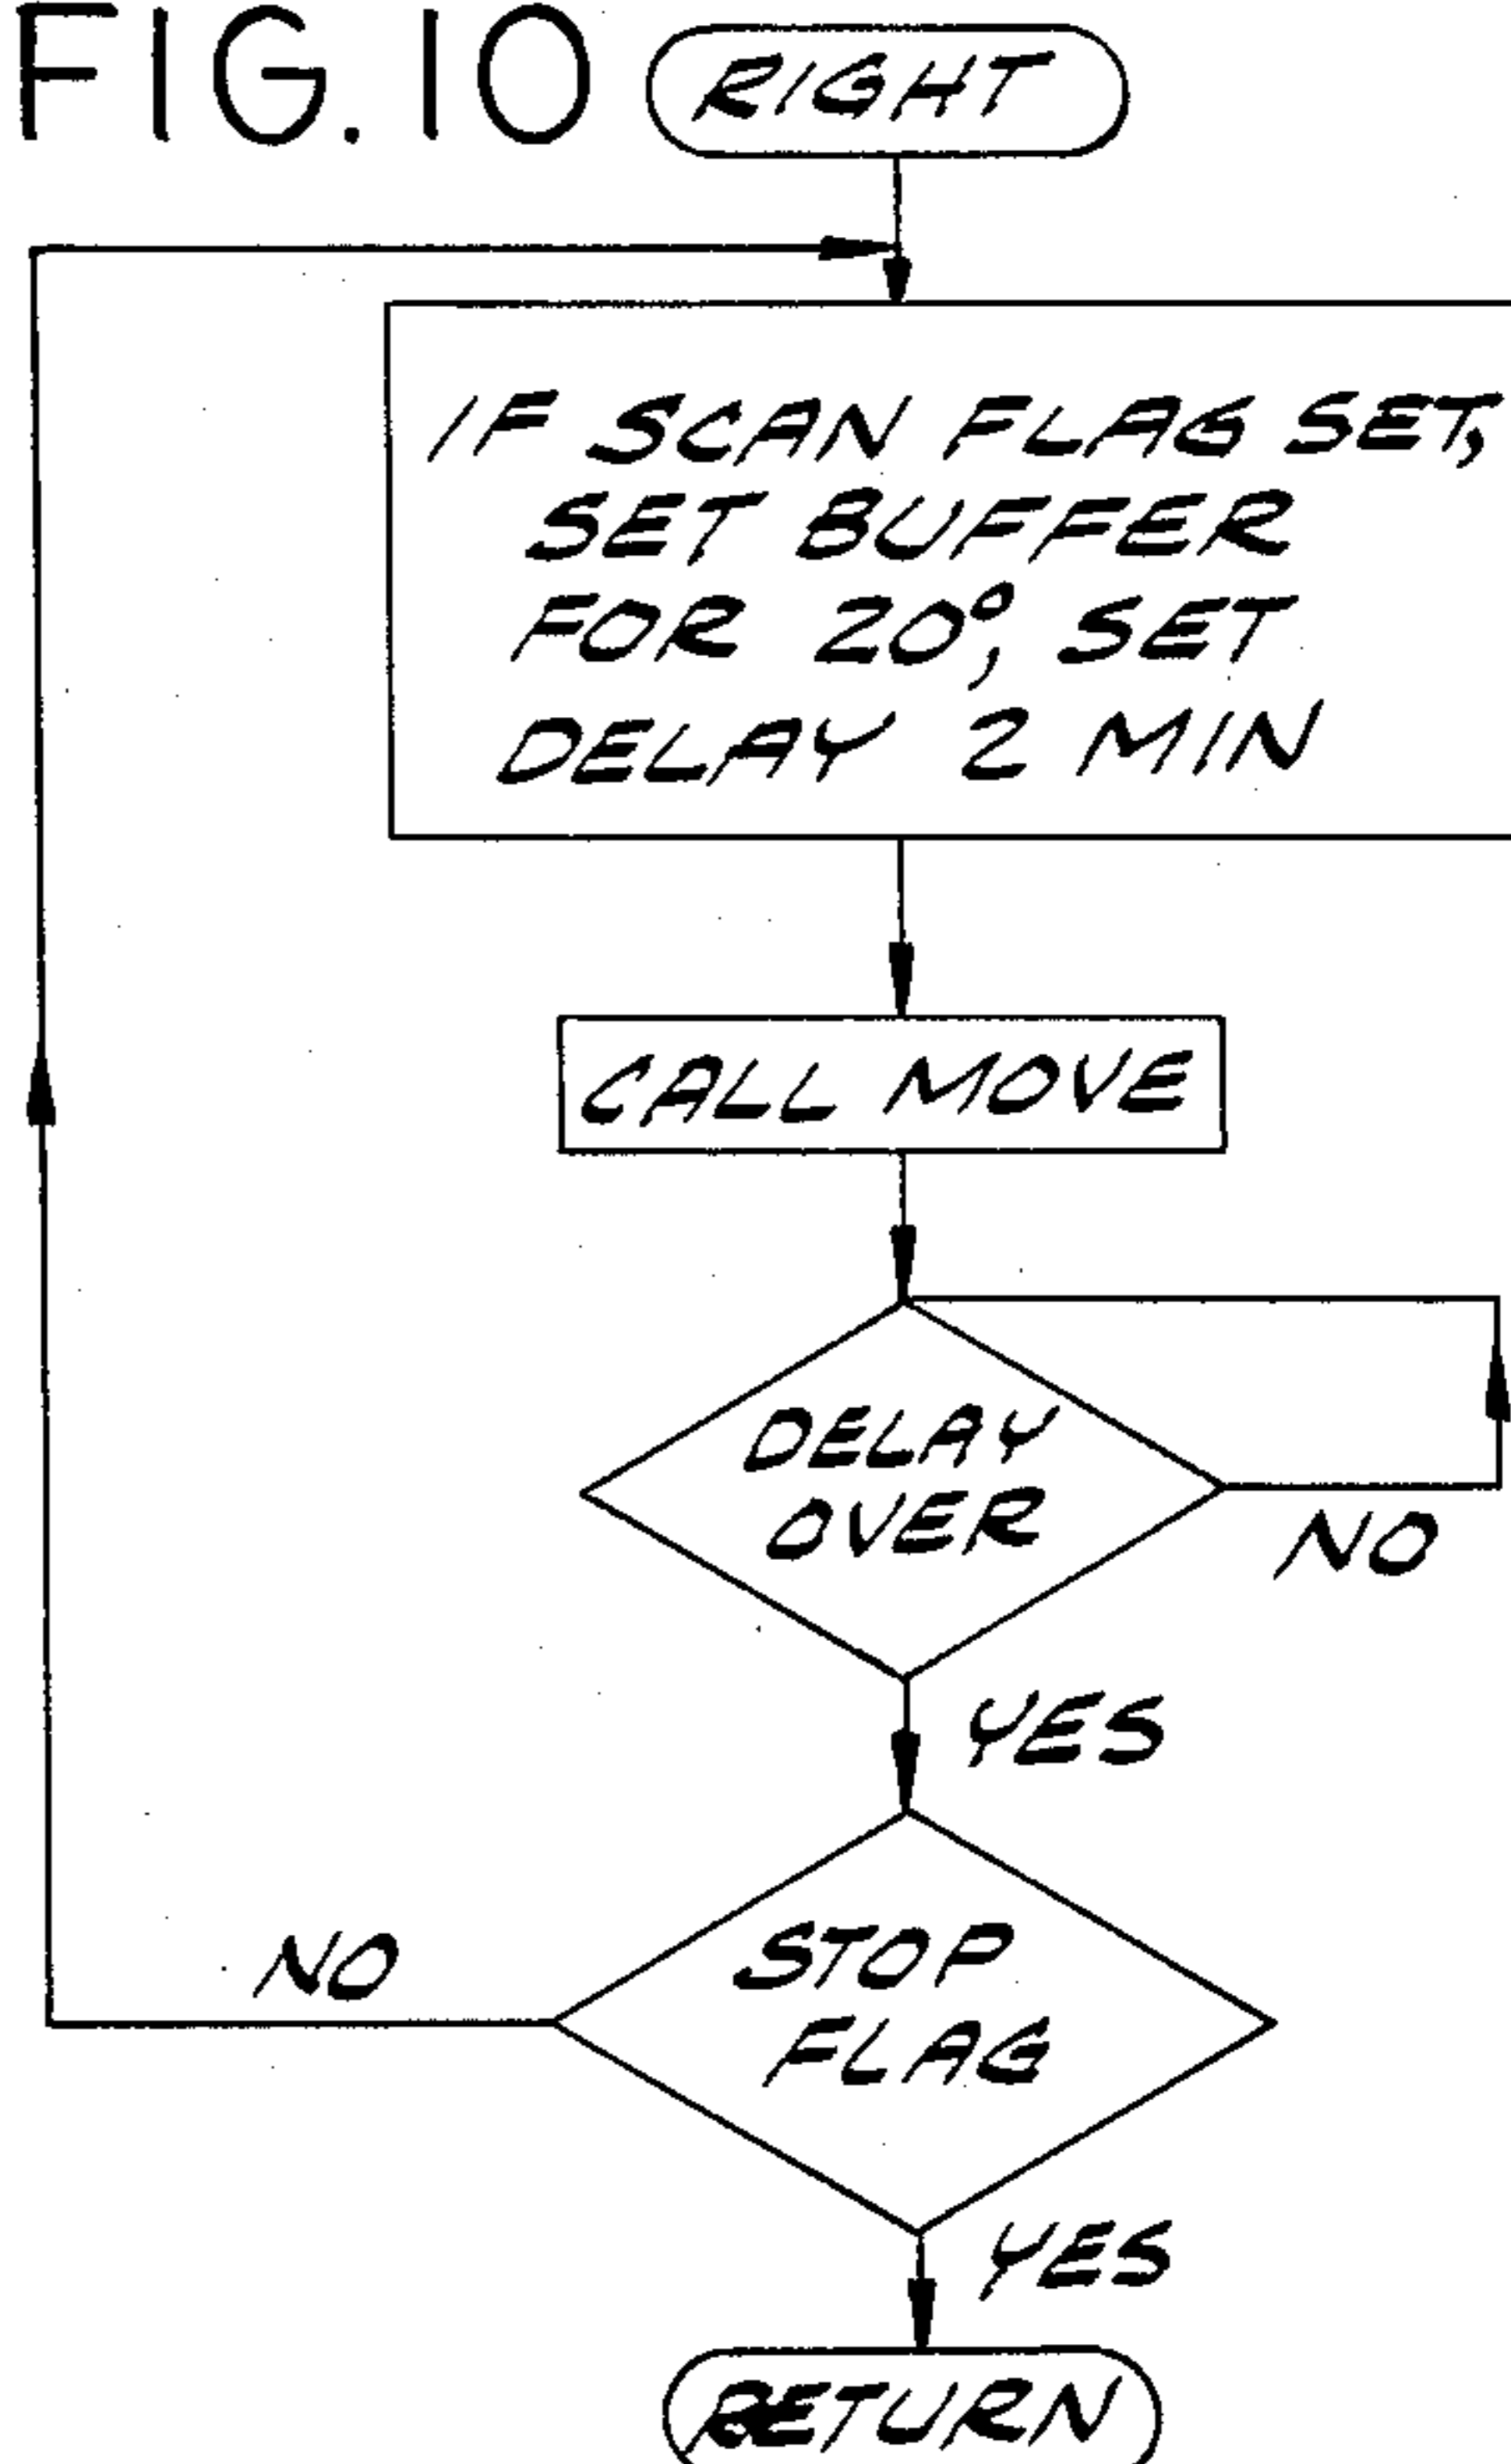 FIG. 10
RIGHT
IF SCAN FLAG SET,
SET BUFFER
FOR 20°, SET
DELAY 2 MIN
CALL MOVE
DELAY
OVER
NO
YES
STOP
FLAG
NO
YES
RETURN